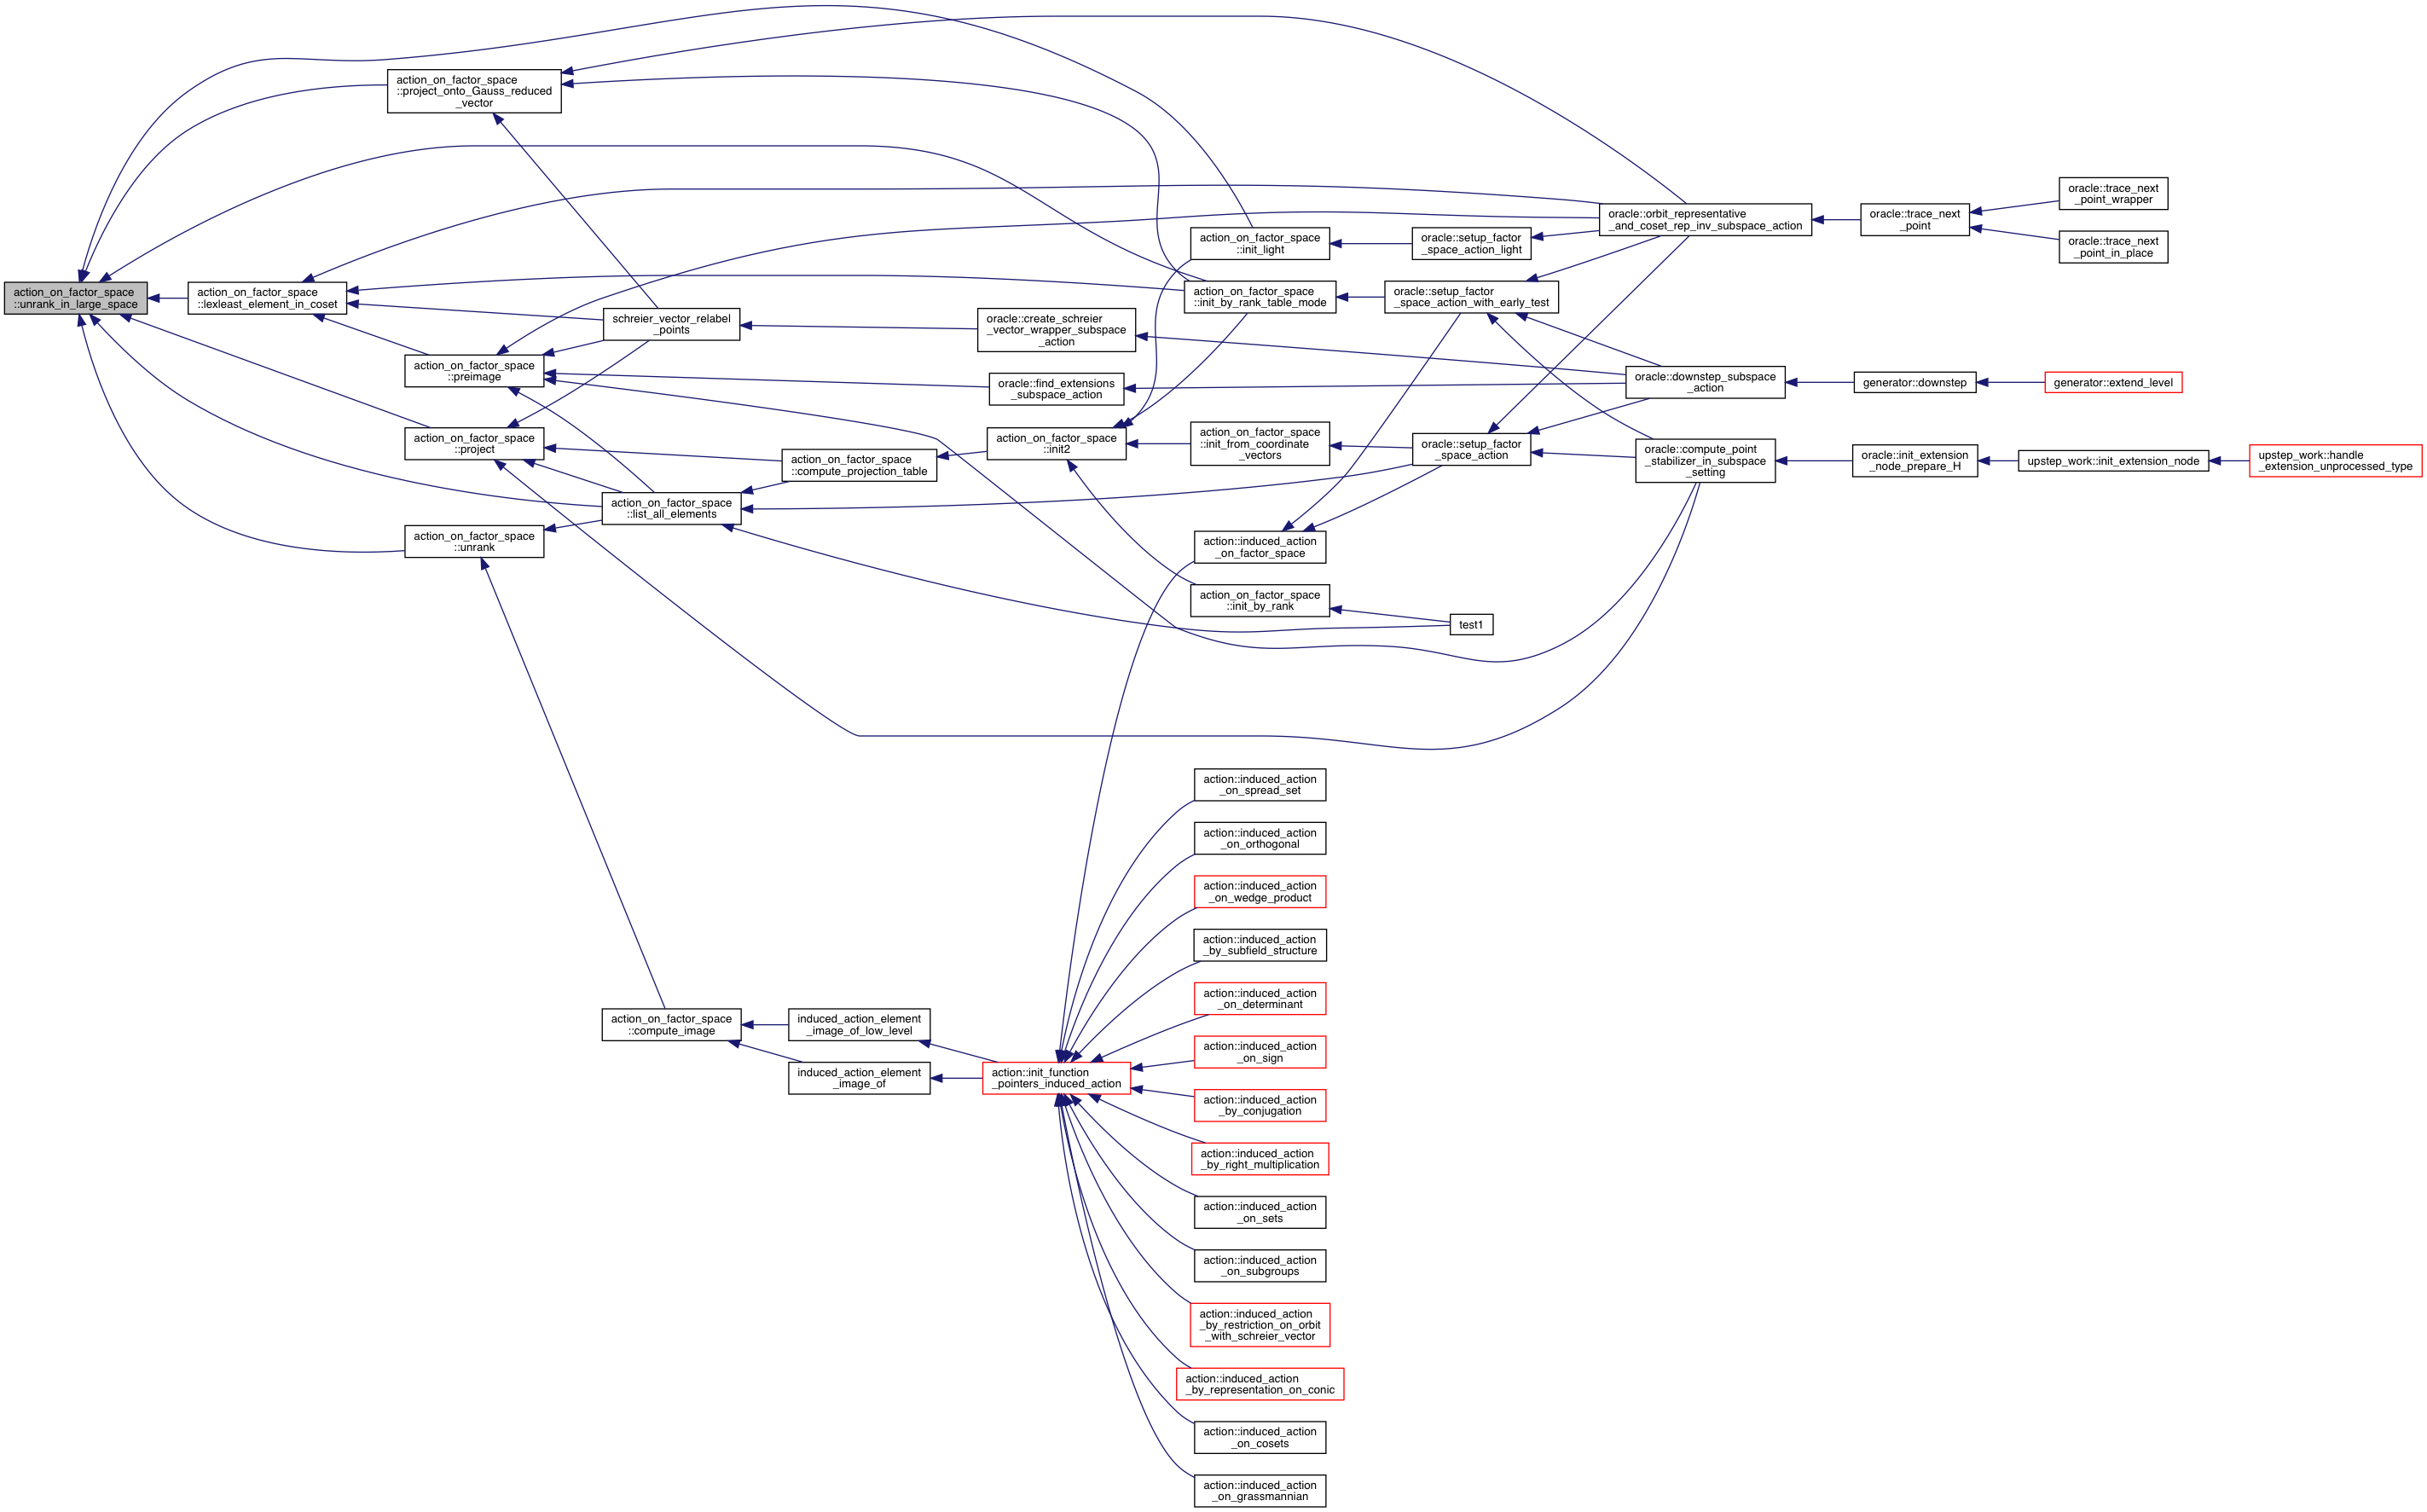 action_on_factor_space
::unrank_in_large_space
action_on_factor_space
::project_onto_Gauss_reduced
_vector
action_on_factor_space
::lexleast_element_in_coset
action_on_factor_space
::preimage
action_on_factor_space
::project
action_on_factor_space
::unrank
schreier_vector_relabel
_points
action_on_factor_space
::list_all_elements
action_on_factor_space
::compute_projection_table
oracle::create_schreier
_vector_wrapper_subspace
_action
oracle::find_extensions
_subspace_action
action_on_factor_space
::init2
action_on_factor_space
::init_light
action_on_factor_space
::init_by_rank_table_mode
action_on_factor_space
::init_from_coordinate
_vectors
action::induced_action
_on_factor_space
action_on_factor_space
::init_by_rank
oracle::setup_factor
_space_action_light
oracle::setup_factor
_space_action_with_early_test
oracle::setup_factor
_space_action
test1
oracle::orbit_representative
_and_coset_rep_inv_subspace_action
oracle::downstep_subspace
_action
oracle::compute_point
_stabilizer_in_subspace
_setting
oracle::trace_next
_point
oracle::trace_next
_point_wrapper
oracle::trace_next
_point_in_place
generator::downstep
generator::extend_level
oracle::init_extension
_node_prepare_H
upstep_work::init_extension_node
upstep_work::handle
_extension_unprocessed_type
action_on_factor_space
::compute_image
induced_action_element
_image_of_low_level
induced_action_element
_image_of
action::init_function
_pointers_induced_action
action::induced_action
_on_spread_set
action::induced_action
_on_orthogonal
action::induced_action
_on_wedge_product
action::induced_action
_by_subfield_structure
action::induced_action
_on_determinant
action::induced_action
_on_sign
action::induced_action
_by_conjugation
action::induced_action
_by_right_multiplication
action::induced_action
_on_sets
action::induced_action
_on_subgroups
action::induced_action
_by_restriction_on_orbit
_with_schreier_vector
action::induced_action
_by_representation_on_conic
action::induced_action
_on_cosets
action::induced_action
_on_grassmannian